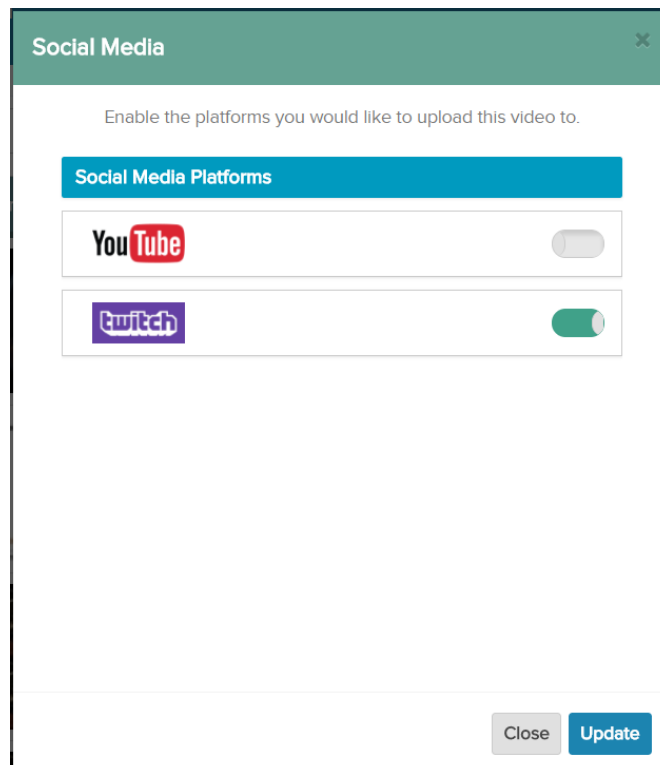 Social Media
×
Enable the platforms you would like to upload this video to.
Social Media Platforms
YouTube
twitch
Close
Update